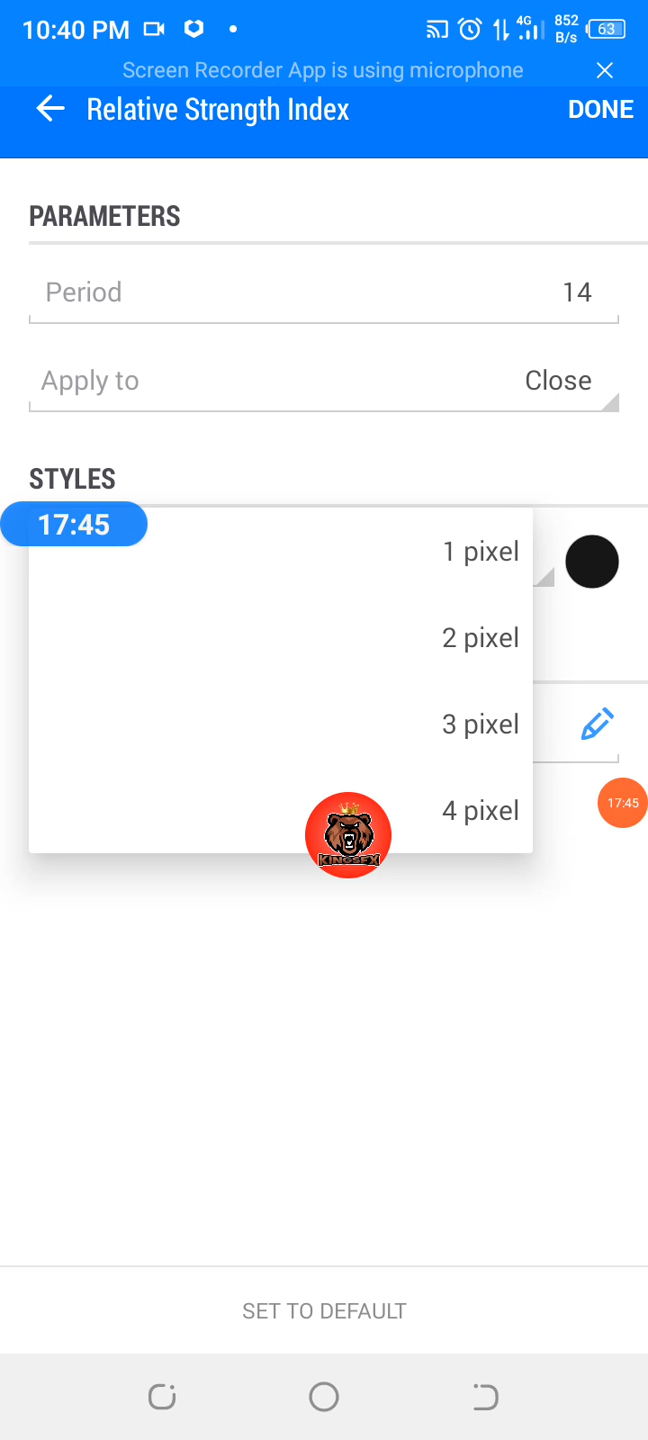 10:40 PM 4G 852 B/s 63
Screen Recorder App is using microphone
Relative Strength Index DONE
PARAMETERS
Period 14
Apply to Close
STYLES
17:45
1 pixel
2 pixel
3 pixel
4 pixel
17:45
KINGSFX
SET TO DEFAULT